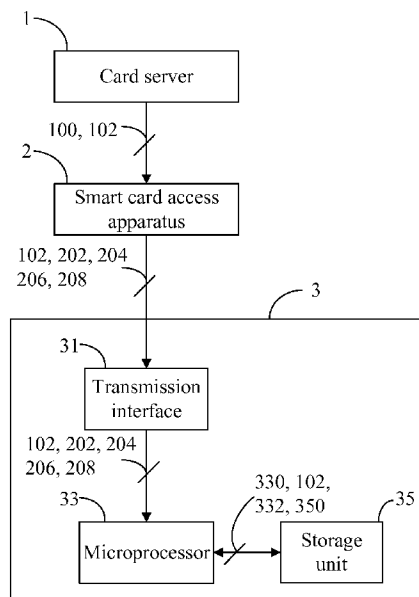 1
Card server
100, 102
2
Smart card access
apparatus
102, 202, 204
206, 208
3
31
Transmission
interface
102, 202, 204
206, 208
330, 102,
332, 350
33
35
Microprocessor
Storage
unit